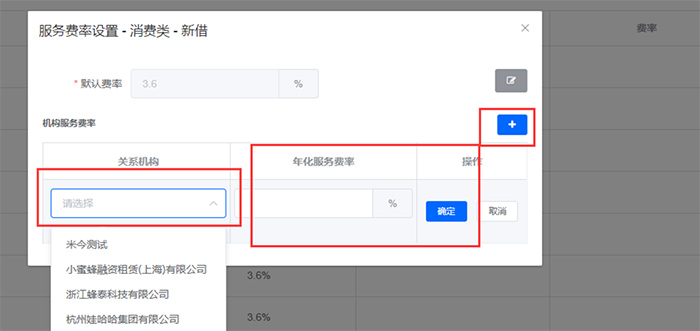 费率
服务费率设置 - 消费类 - 新借
* 默认费率 3.6 %
机构服务费率
关系机构 年化服务费率 操作
请选择 % 确定 取消
米今测试
小蜜蜂融资租赁(上海)有限公司
浙江蜂泰科技有限公司
3.6%
杭州娃哈哈集团有限公司
3.6%